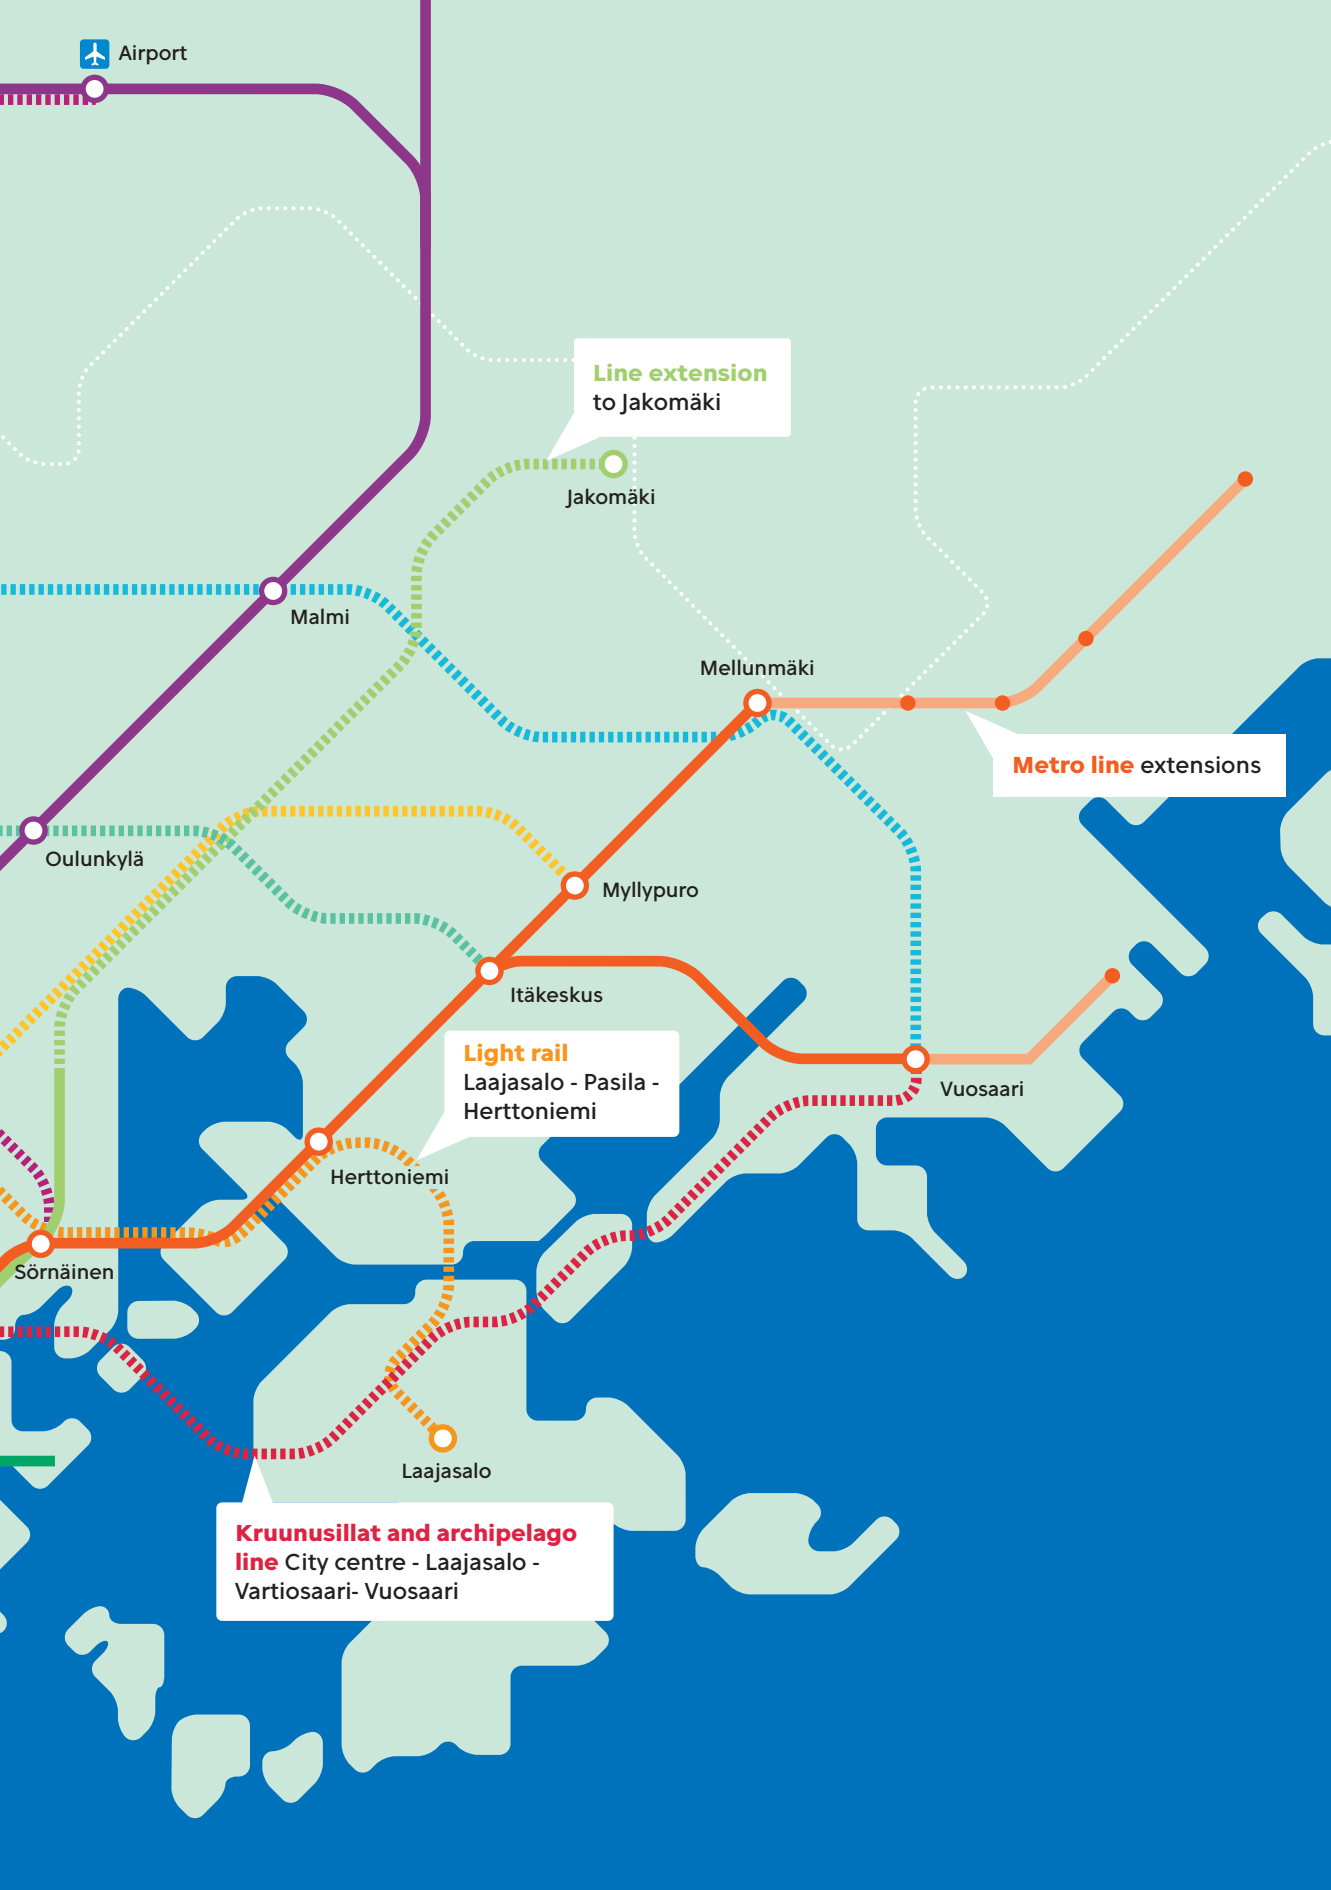 Airport
Line extension
to Jakomäki
Jakomäki
Malmi
Mellunmäki
Metro line extensions
Oulunkylä
Myllypuro
Itäkeskus
Light rail
Laajasalo - Pasila -
Herttoniemi
Vuosaari
Herttoniemi
Sörnäinen
Laajasalo
Kruunusillat and archipelago
line City centre - Laajasalo -
Vartiosaari- Vuosaari